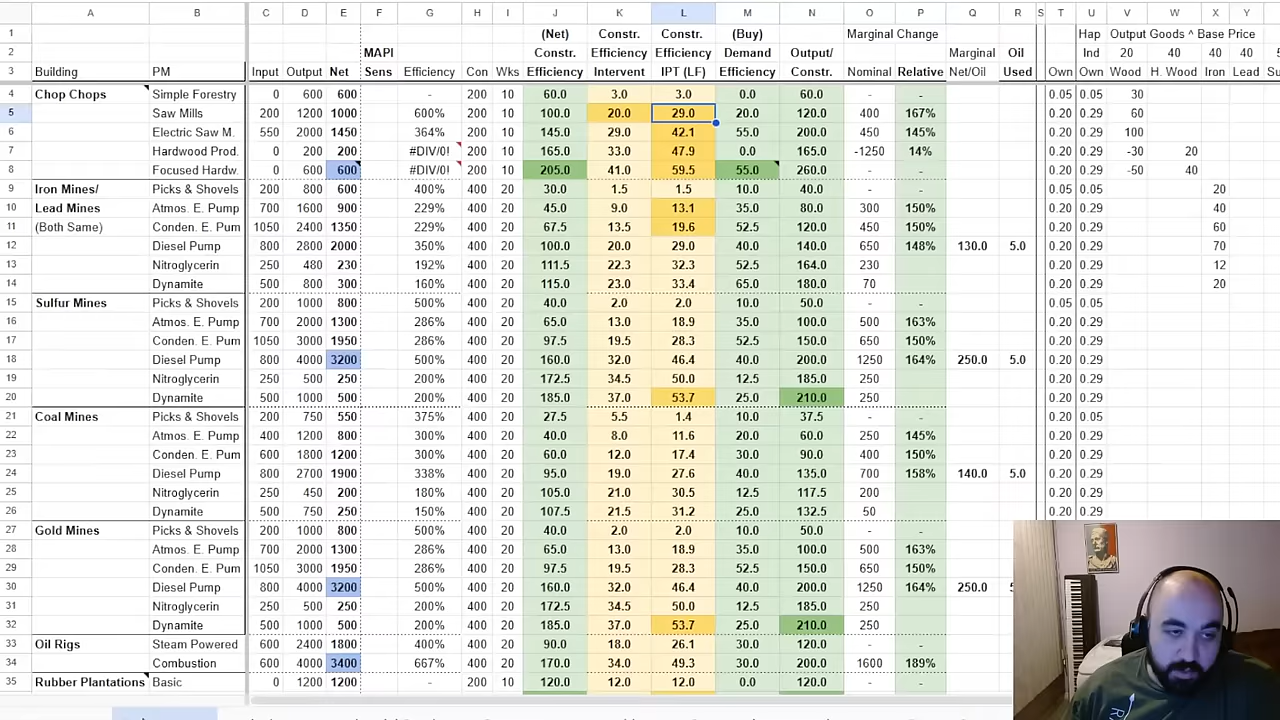 A B C D E F G H I J K L M N O P Q R S T U V W X Y
1 (Net) Constr. Constr. (Buy) Marginal Change Hap Output Goods ^ Base Price
2 MAPI Constr. Efficiency Efficiency Demand Output/ Marginal Oil Ind 20 40 40 40
3 Building PM Input Output Net Sens Efficiency Con Wks Efficiency Intervent IPT (LF) Efficiency Constr. Nominal Relative Net/Oil Used Own Own Wood H. Wood Iron Lead
4 Chop Chops Simple Forestry 0 600 600 - 200 10 60.0 3.0 3.0 0.0 60.0 - - 0.05 0.05 30
5 Saw Mills 200 1200 1000 600% 200 10 100.0 20.0 29.0 20.0 120.0 400 167% 0.20 0.29 60
6 Electric Saw M. 550 2000 1450 364% 200 10 145.0 29.0 42.1 55.0 200.0 450 145% 0.20 0.29 100
7 Hardwood Prod. 0 200 200 #DIV/0! 200 10 165.0 33.0 47.9 0.0 165.0 -1250 14% 0.20 0.29 -30 20
8 Focused Hardw. 0 600 600 #DIV/0! 200 10 205.0 41.0 59.5 55.0 260.0 - - 0.20 0.29 -50 40
9 Iron Mines/ Picks & Shovels 200 800 600 400% 400 20 30.0 1.5 1.5 10.0 40.0 - - 0.05 0.05 20
10 Lead Mines Atmos. E. Pump 700 1600 900 229% 400 20 45.0 9.0 13.1 35.0 80.0 300 150% 0.20 0.29 40
11 (Both Same) Conden. E. Pum 1050 2400 1350 229% 400 20 67.5 13.5 19.6 52.5 120.0 450 150% 0.20 0.29 60
12 Diesel Pump 800 2800 2000 350% 400 20 100.0 20.0 29.0 40.0 140.0 650 148% 130.0 5.0 0.20 0.29 70
13 Nitroglycerin 250 480 230 192% 400 20 111.5 22.3 32.3 52.5 164.0 230 0.20 0.29 12
14 Dynamite 500 800 300 160% 400 20 115.0 23.0 33.4 65.0 180.0 70 0.20 0.29 20
15 Sulfur Mines Picks & Shovels 200 1000 800 500% 400 20 40.0 2.0 2.0 10.0 50.0 - - 0.05 0.05
16 Atmos. E. Pump 700 2000 1300 286% 400 20 65.0 13.0 18.9 35.0 100.0 500 163% 0.20 0.29
17 Conden. E. Pum 1050 3000 1950 286% 400 20 97.5 19.5 28.3 52.5 150.0 650 150% 0.20 0.29
18 Diesel Pump 800 4000 3200 500% 400 20 160.0 32.0 46.4 40.0 200.0 1250 164% 250.0 5.0 0.20 0.29
19 Nitroglycerin 250 500 250 200% 400 20 172.5 34.5 50.0 12.5 185.0 250 0.20 0.29
20 Dynamite 500 1000 500 200% 400 20 185.0 37.0 53.7 25.0 210.0 250 0.20 0.29
21 Coal Mines Picks & Shovels 200 750 550 375% 400 20 27.5 5.5 1.4 10.0 37.5 - - 0.20 0.05
22 Atmos. E. Pump 400 1200 800 300% 400 20 40.0 8.0 11.6 20.0 60.0 250 145% 0.20 0.29
23 Conden. E. Pum 600 1800 1200 300% 400 20 60.0 12.0 17.4 30.0 90.0 400 150% 0.20 0.29
24 Diesel Pump 800 2700 1900 338% 400 20 95.0 19.0 27.6 40.0 135.0 700 158% 140.0 5.0 0.20 0.29
25 Nitroglycerin 250 450 200 180% 400 20 105.0 21.0 30.5 12.5 117.5 200 0.20 0.29
26 Dynamite 500 750 250 150% 400 20 107.5 21.5 31.2 25.0 132.5 50 0.20 0.29
27 Gold Mines Picks & Shovels 200 1000 800 500% 400 20 40.0 2.0 2.0 10.0 50.0 - -
28 Atmos. E. Pump 700 2000 1300 286% 400 20 65.0 13.0 18.9 35.0 100.0 500 163%
29 Conden. E. Pum 1050 3000 1950 286% 400 20 97.5 19.5 28.3 52.5 150.0 650 150%
30 Diesel Pump 800 4000 3200 500% 400 20 160.0 32.0 46.4 40.0 200.0 1250 164% 250.0
31 Nitroglycerin 250 500 250 200% 400 20 172.5 34.5 50.0 12.5 185.0 250
32 Dynamite 500 1000 500 200% 400 20 185.0 37.0 53.7 25.0 210.0 250
33 Oil Rigs Steam Powered 600 2400 1800 400% 400 20 90.0 18.0 26.1 30.0 120.0 - -
34 Combustion 600 4000 3400 667% 400 20 170.0 34.0 49.3 30.0 200.0 1600 189%
35 Rubber Plantations Basic 0 1200 1200 - 200 10 120.0 12.0 12.0 0.0 120.0 - -